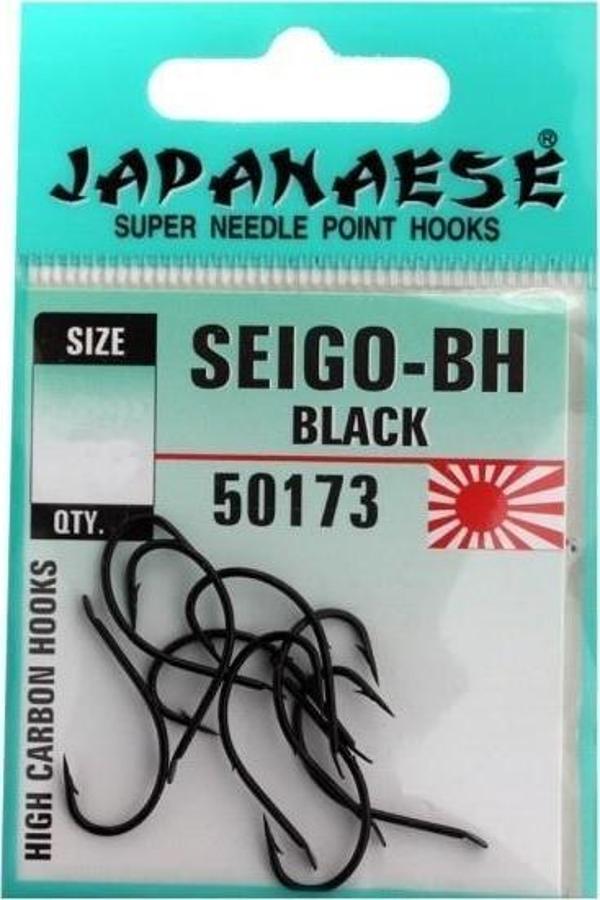 JAPANAESE ®
SUPER NEEDLE POINT HOOKS
SIZE
SEIGO-BH
BLACK
50173
QTY.
HIGH CARBON HOOKS